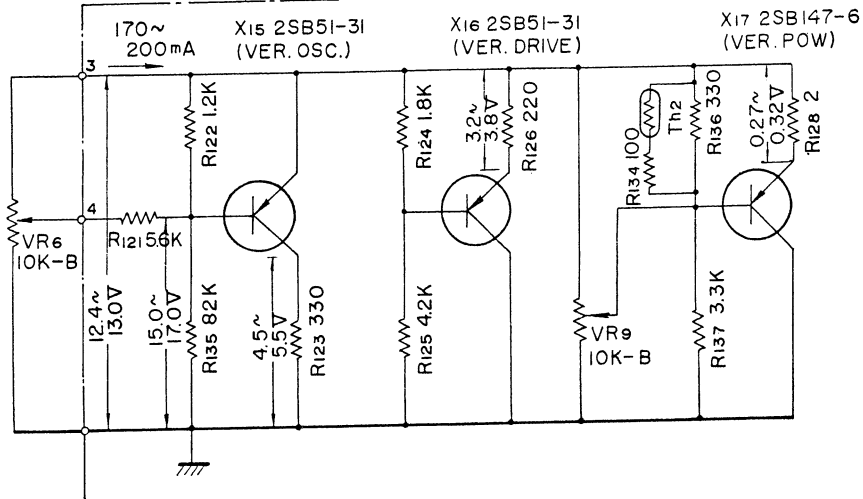 170~
200mA
X15 2SB51-31
(VER. OSC.)
X16 2SB51-31
(VER. DRIVE)
X17 2SB147-6
(VER. POW)
3
R122 1.2K
R124 1.8K
3.2~
3.8V
R126 220
Th2
R134 100
R136 330
0.27~
0.32V
R128 2
4
VR6
10K-B
R121 5.6K
12.4~
13.0V
15.0~
17.0V
R135 82K
4.5~
5.5V
R123 330
R125 4.2K
VR9
10K-B
R137 3.3K